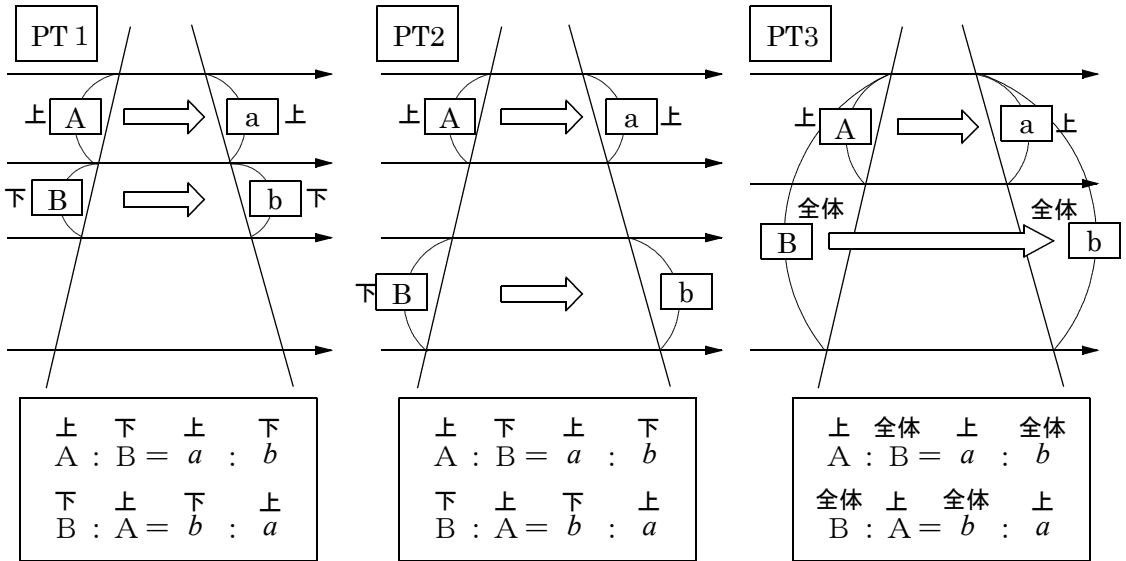 PT 1
上 A a 上
下 B b 下
上 下 上 下
A : B = a : b
下 上 下 上
B : A = b : a
PT2
上 A a 上
下 B b
上 下 上 下
A : B = a : b
下 上 下 上
B : A = b : a
PT3
上 A a 上
全体 全体
B b
上 全体 上 全体
A : B = a : b
全体 上 全体 上
B : A = b : a